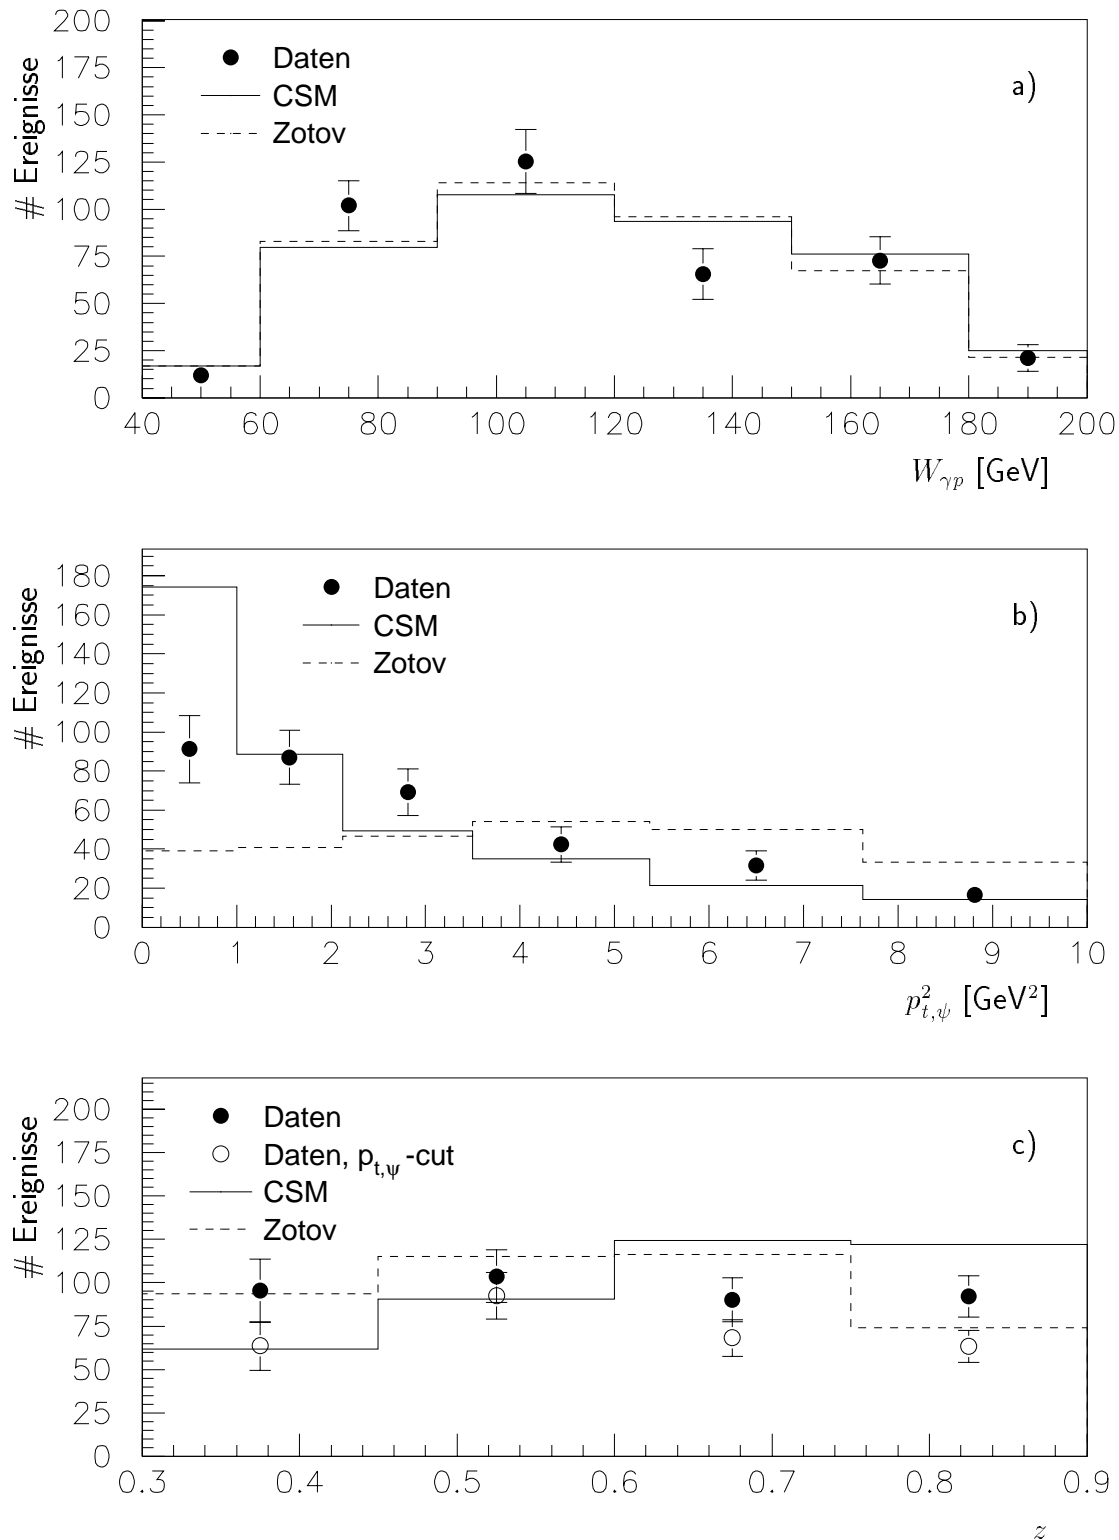 200
175
150
125
100
75
50
25
0
# Ereignisse
Daten
CSM
Zotov
a)
40 60 80 100 120 140 160 180 200
W_γp [GeV]
180
160
140
120
100
80
60
40
20
0
# Ereignisse
Daten
CSM
Zotov
b)
0 1 2 3 4 5 6 7 8 9 10
p²_t,ψ [GeV²]
200
175
150
125
100
75
50
25
0
# Ereignisse
Daten
Daten, p_t,ψ -cut
CSM
Zotov
c)
0.3 0.4 0.5 0.6 0.7 0.8 0.9
z